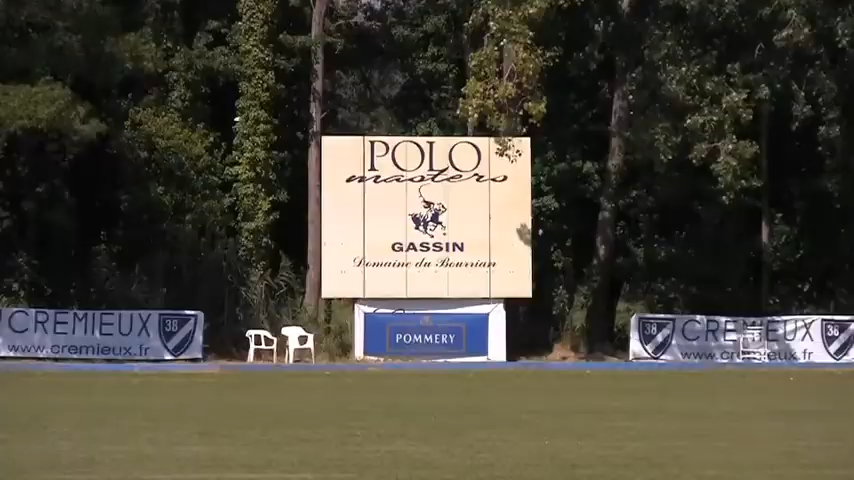 POLO
masters
GASSIN
Domaine du Bourrian
POMMERY
CREMIEUX 38
www.cremieux.fr
38 CREMIEUX 38
www.cremieux.fr